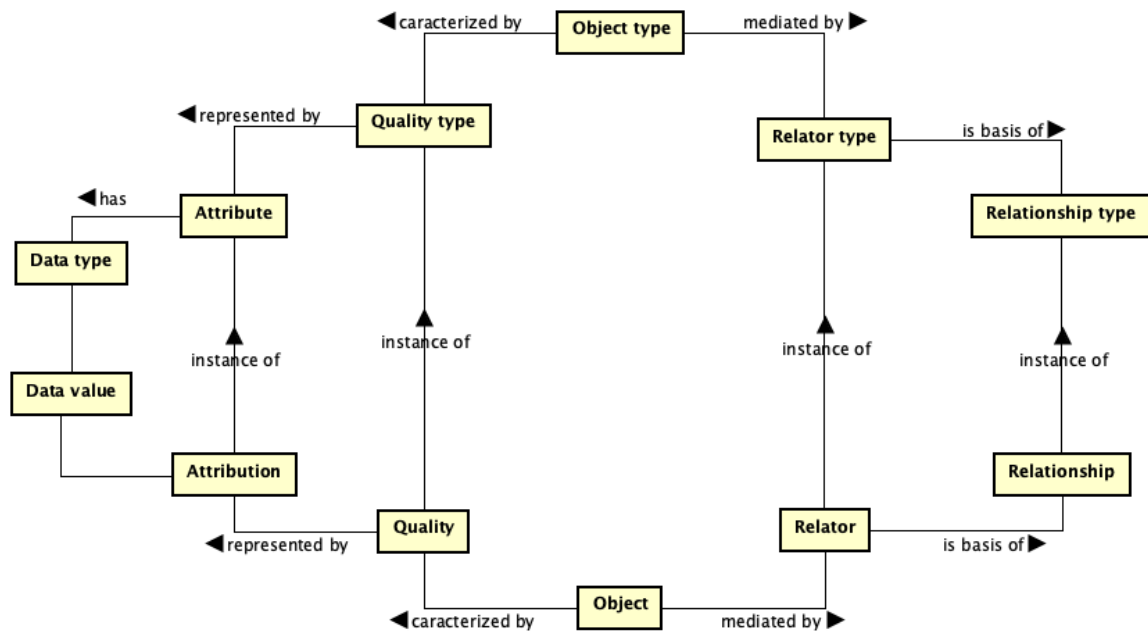 caracterized by
Object type
mediated by
represented by
Quality type
Relator type
is basis of
has
Attribute
Relationship type
Data type
instance of
instance of
instance of
instance of
Data value
Attribution
Relationship
Quality
Relator
represented by
is basis of
caracterized by
Object
mediated by